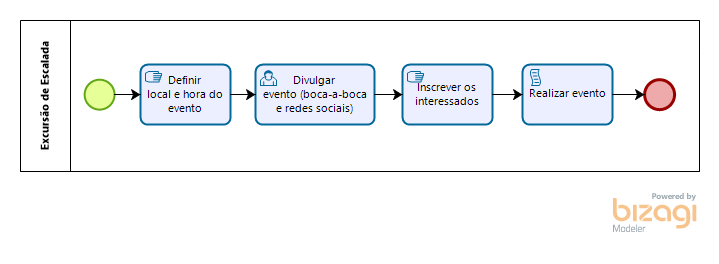 Excursão de Escalada
Definir
local e hora do
evento
Divulgar
evento (boca-a-boca
e redes sociais)
Inscrever os
interessados
Realizar evento
Powered by
bizagi
Modeler